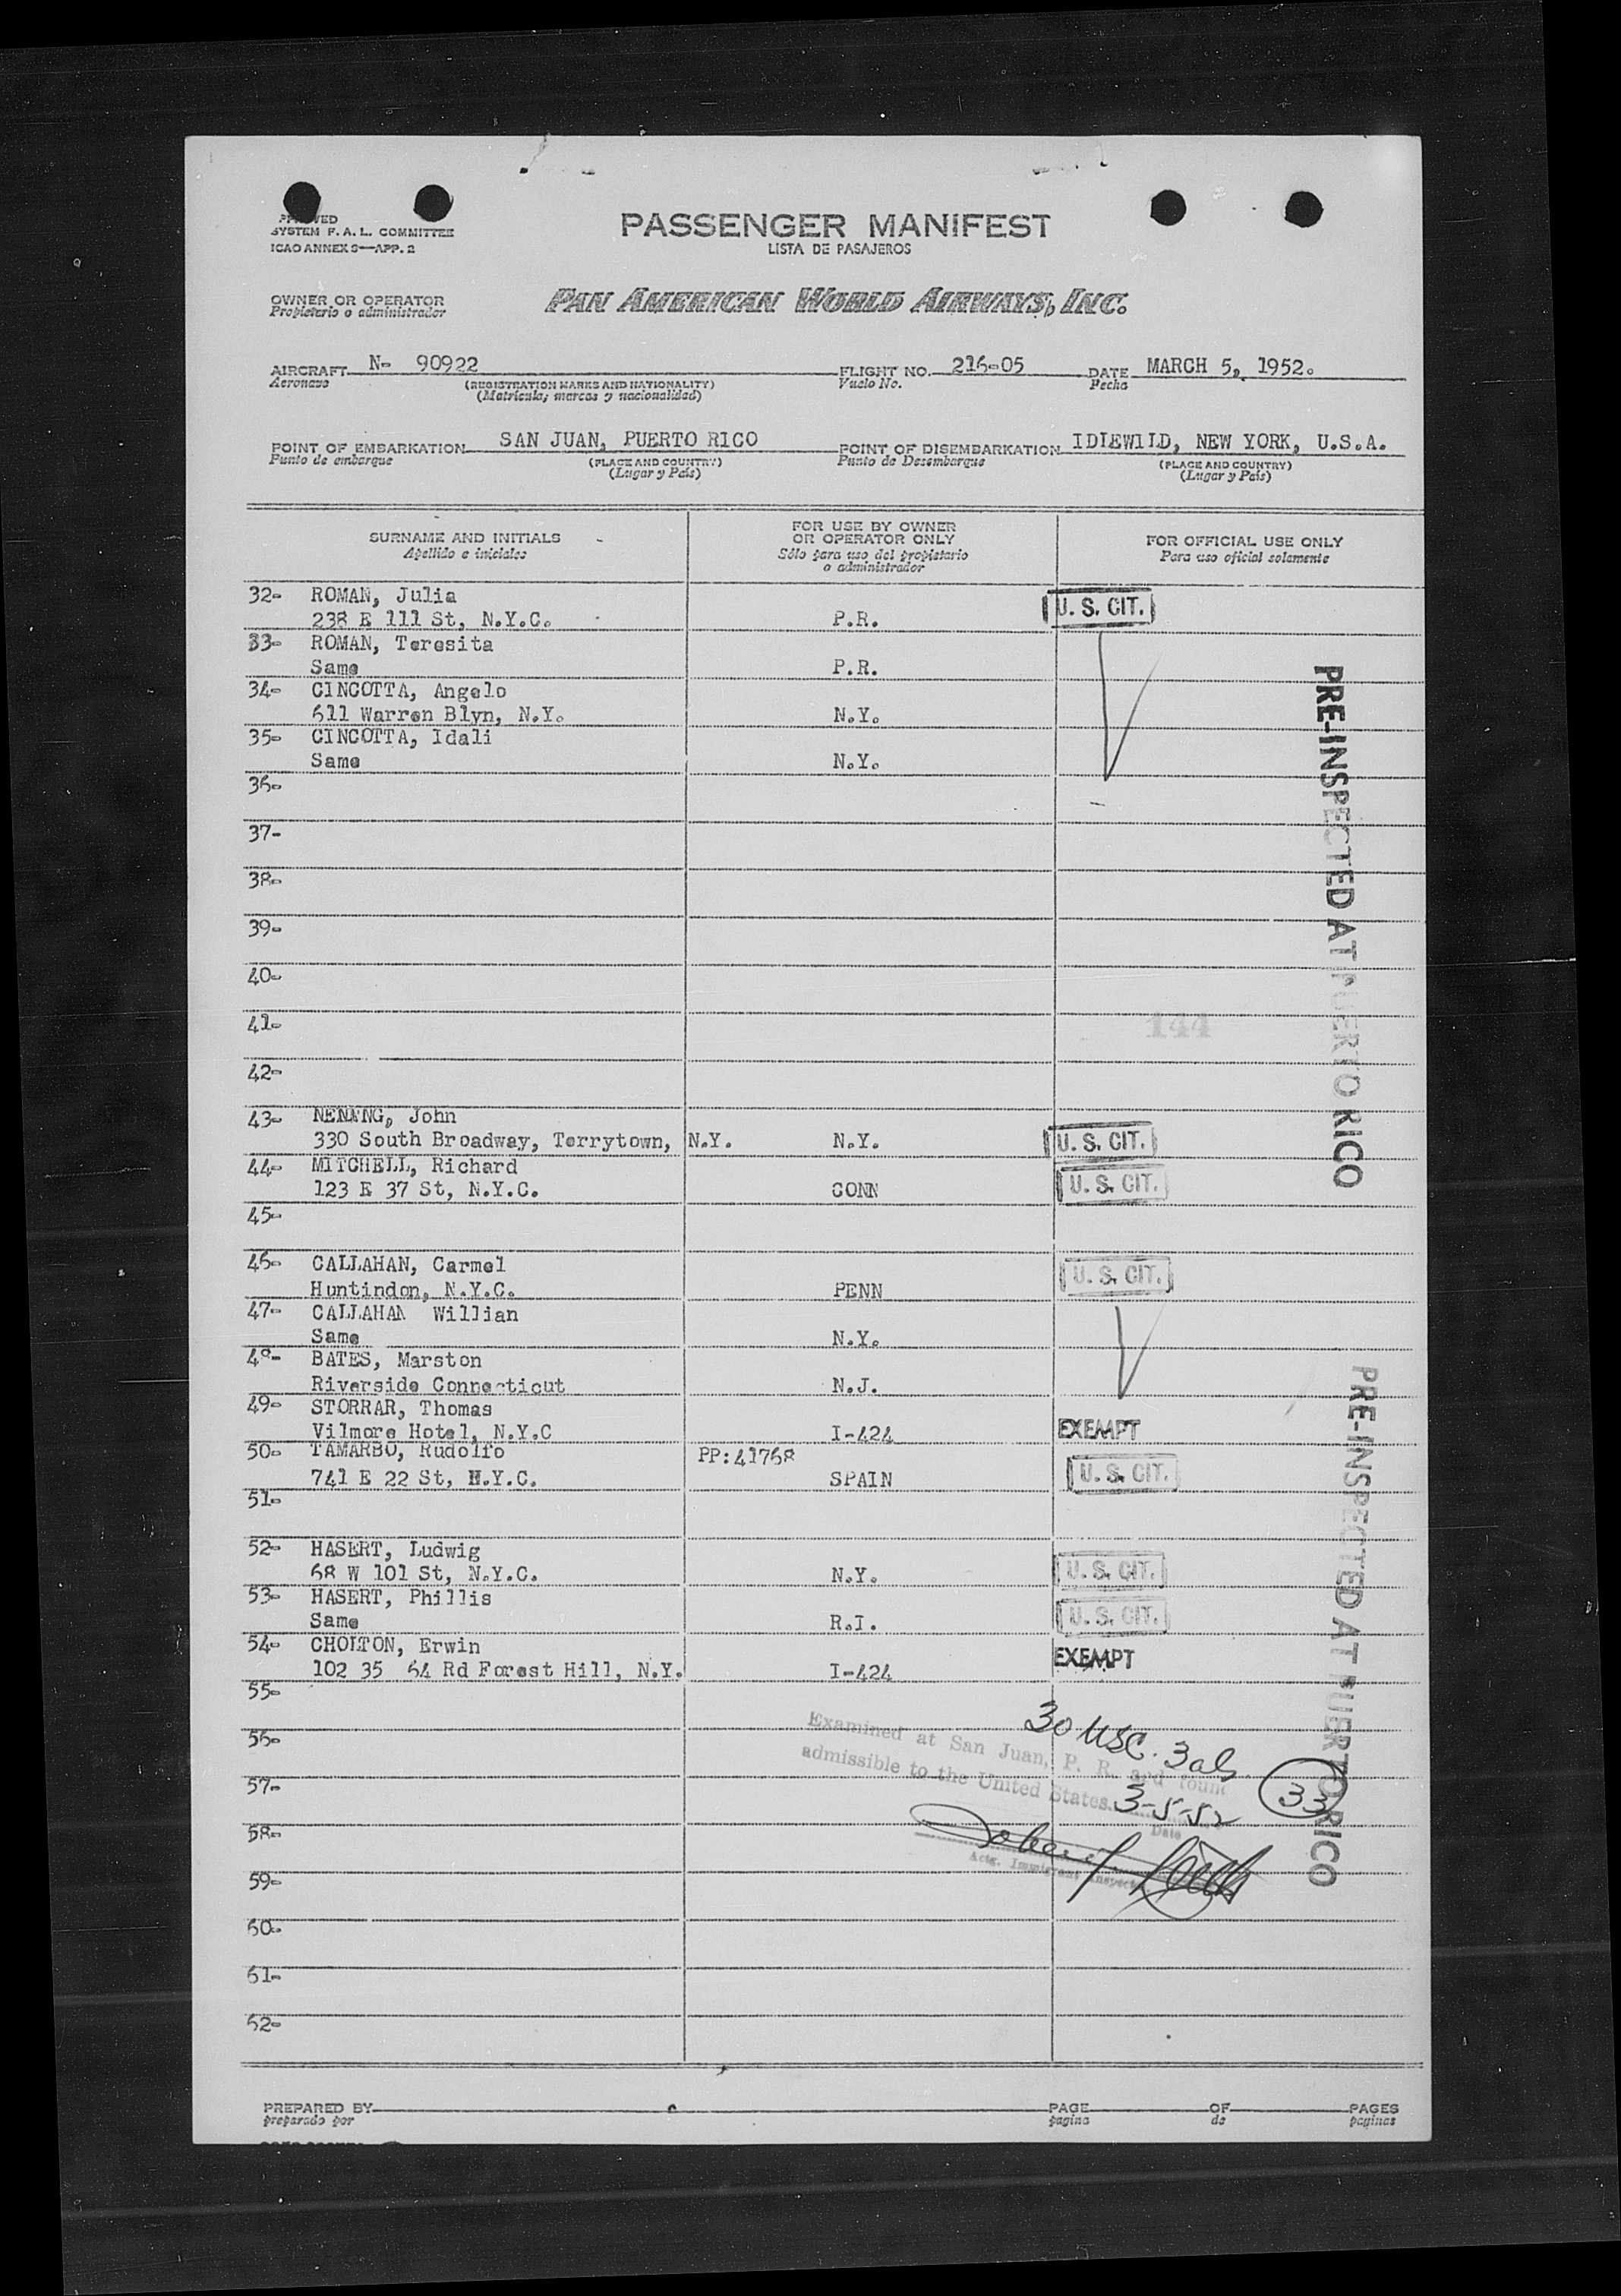 SYSTEM F. A. L. COMMITTEE
ICAO ANNEX 9—APP. 2
PASSENGER MANIFEST
LISTA DE PASAJEROS
OWNER OR OPERATOR
Propietario o administrador
PAN AMERICAN WORLD AIRWAYS, INC.
AIRCRAFT N- 90922 FLIGHT NO. 216-05 DATE MARCH 5, 1952.
Aeronave (REGISTRATION MARKS AND NATIONALITY) Vuelo No. Fecha
(Matrícula; marcas y nacionalidad)
POINT OF EMBARKATION SAN JUAN, PUERTO RICO POINT OF DISEMBARKATION IDLEWILD, NEW YORK, U.S.A.
Punto de embarque (PLACE AND COUNTRY) Punto de Desembarque (PLACE AND COUNTRY)
(Lugar y País) (Lugar y País)
SURNAME AND INITIALS FOR USE BY OWNER OR OPERATOR ONLY FOR OFFICIAL USE ONLY
Apellido e iniciales Sólo para uso del propietario o administrador Para uso oficial solamente
32- ROMAN, Julia U. S. CIT.
238 E 111 St, N.Y.C. P.R.
33- ROMAN, Teresita
Same P.R.
34- CINCOTTA, Angelo
611 Warren Blyn, N.Y. N.Y.
35- CINCOTTA, Idali
Same N.Y.
36-
37-
38-
39-
40-
41- 144
42-
43- John
330 South Broadway, Terrytown, N.Y. N.Y. U. S. CIT.
44- MITCHELL, Richard
123 E 37 St, N.Y.C. CONN U. S. CIT.
45-
46- CALLAHAN, Carmel
Huntindon, N.Y.C. PENN U. S. CIT.
47- CALLAHAN Willian
Same N.Y.
48- BATES, Marston
Riverside Connecticut N.J.
49- STORRAR, Thomas
Vilmore Hotel, N.Y.C I-424 EXEMPT
50- TAMARBO, Rudolfo PP:41768
741 E 22 St, N.Y.C. SPAIN U. S. CIT.
51-
52- HASERT, Ludwig
68 W 101 St, N.Y.C. N.Y. U. S. CIT.
53- HASERT, Phillis
Same R.I. U. S. CIT.
54- CHOLTON, Erwin
102 35 64 Rd Forest Hill, N.Y. I-424 EXEMPT
55-
56-
57-
58-
59-
60-
61-
62-
PRE-INSPECTED AT PUERTO RICO
PRE-INSPECTED AT PUERTO RICO
30 USC. 3 als. 33
Examined at San Juan, P. R. and found
admissible to the United States. 3-5-52
Date
Actg. Immigrant Inspector
PREPARED BY PAGE OF PAGES
preparado por pagina de paginas